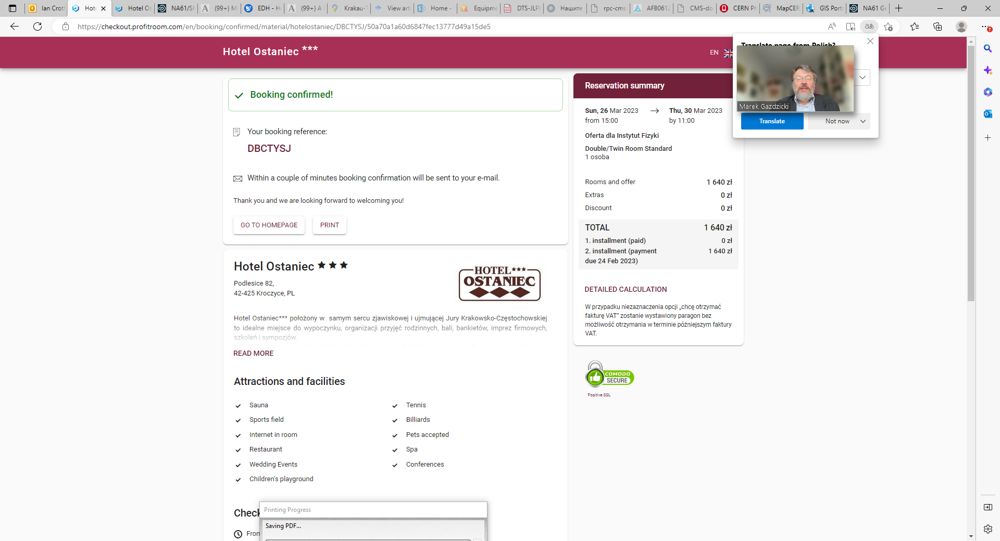 Ian Crott
Hote
Hotel Os
NA61/SH
(99+) M
EDH - H
(99+) A
Krakau-T
View art
Home -
Equipme
DTS-JLP
Нашите
rpc-cms
AFB0612
CMS-do
CERN Ph
MapCER
GIS Port
NA61 Ge
https://checkout.profitroom.com/en/booking/confirmed/material/hotelostaniec/DBCTYSJ/50a70a1a60d6847fec13777d49a15de5
Hotel Ostaniec ***
EN
Translate page from Polish?
Marek Gazdzicki
Translate
Not now
Booking confirmed!
Your booking reference:
DBCTYSJ
Within a couple of minutes booking confirmation will be sent to your e-mail.
Thank you and we are looking forward to welcoming you!
GO TO HOMEPAGE
PRINT
Reservation summary
Sun, 26 Mar 2023 → Thu, 30 Mar 2023
from 15:00 by 11:00
Oferta dla Instytut Fizyki
Double/Twin Room Standard
1 osoba
Rooms and offer 1 640 zł
Extras 0 zł
Discount 0 zł
TOTAL 1 640 zł
1. installment (paid) 0 zł
2. installment (payment 1 640 zł
due 24 Feb 2023)
DETAILED CALCULATION
W przypadku niezaznaczenia opcji „chcę otrzymać
fakturę VAT” zostanie wystawiony paragon bez
możliwość otrzymania w terminie późniejszym faktury
VAT.
COMODO
SECURE
Positive SSL
Hotel Ostaniec ★ ★ ★
Podlesice 82,
42-425 Kroczyce, PL
HOTEL★★★
OSTANIEC
Hotel Ostaniec*** położony w samym sercu zjawiskowej i ujmującej Jury Krakowsko-Częstochowskiej
to idealne miejsce do wypoczynku, organizacji przyjęć rodzinnych, bali, bankietów, imprez firmowych,
szkoleń i sympozjów.
READ MORE
Attractions and facilities
Sauna
Tennis
Sports field
Billiards
Internet in room
Pets accepted
Restaurant
Spa
Wedding Events
Conferences
Children's playground
Check
From
Printing Progress
Saving PDF...